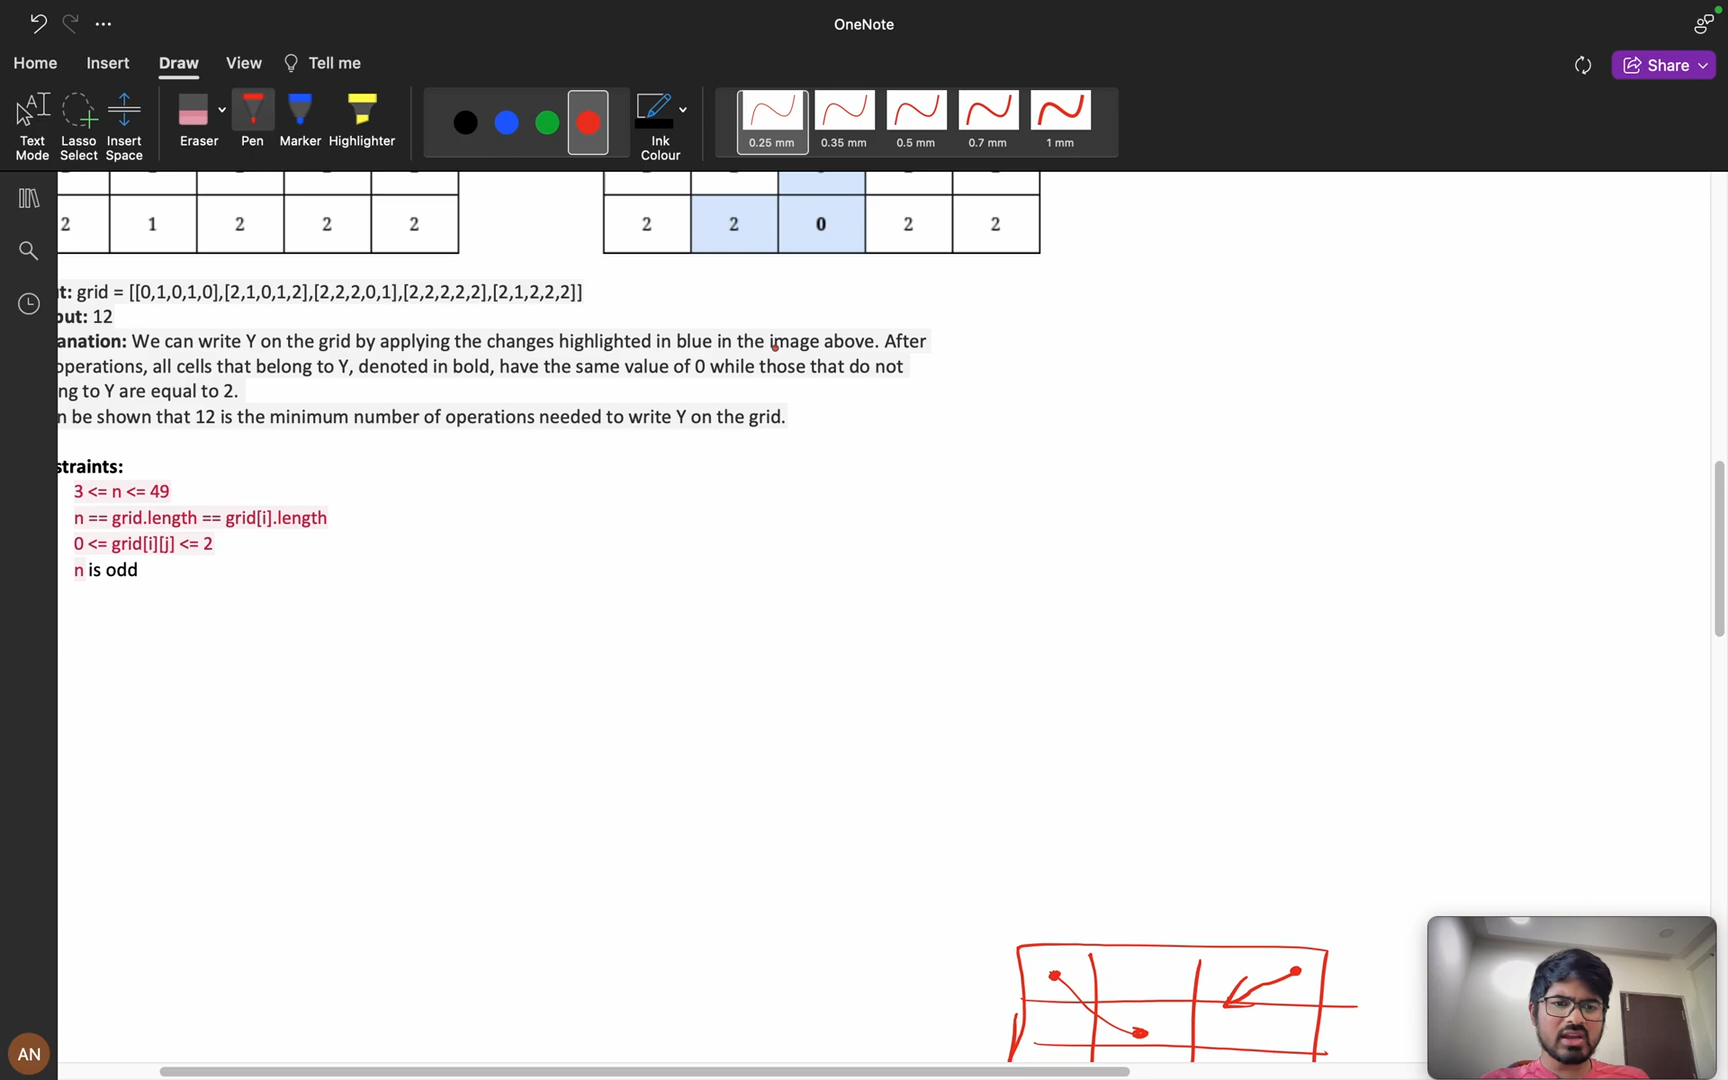 OneNote
Home Insert Draw View Tell me
Share
Text Mode
Lasso Select
Insert Space
Eraser
Pen
Marker
Highlighter
Ink Colour
0.25 mm
0.35 mm
0.5 mm
0.7 mm
1 mm
2 1 2 2 2
2 2 0 2 2
t: grid = [[0,1,0,1,0],[2,1,0,1,2],[2,2,2,0,1],[2,2,2,2,2],[2,1,2,2,2]]
put: 12
anation: We can write Y on the grid by applying the changes highlighted in blue in the image above. After
operations, all cells that belong to Y, denoted in bold, have the same value of 0 while those that do not
ng to Y are equal to 2.
n be shown that 12 is the minimum number of operations needed to write Y on the grid.
straints:
3 <= n <= 49
n == grid.length == grid[i].length
0 <= grid[i][j] <= 2
n is odd
AN